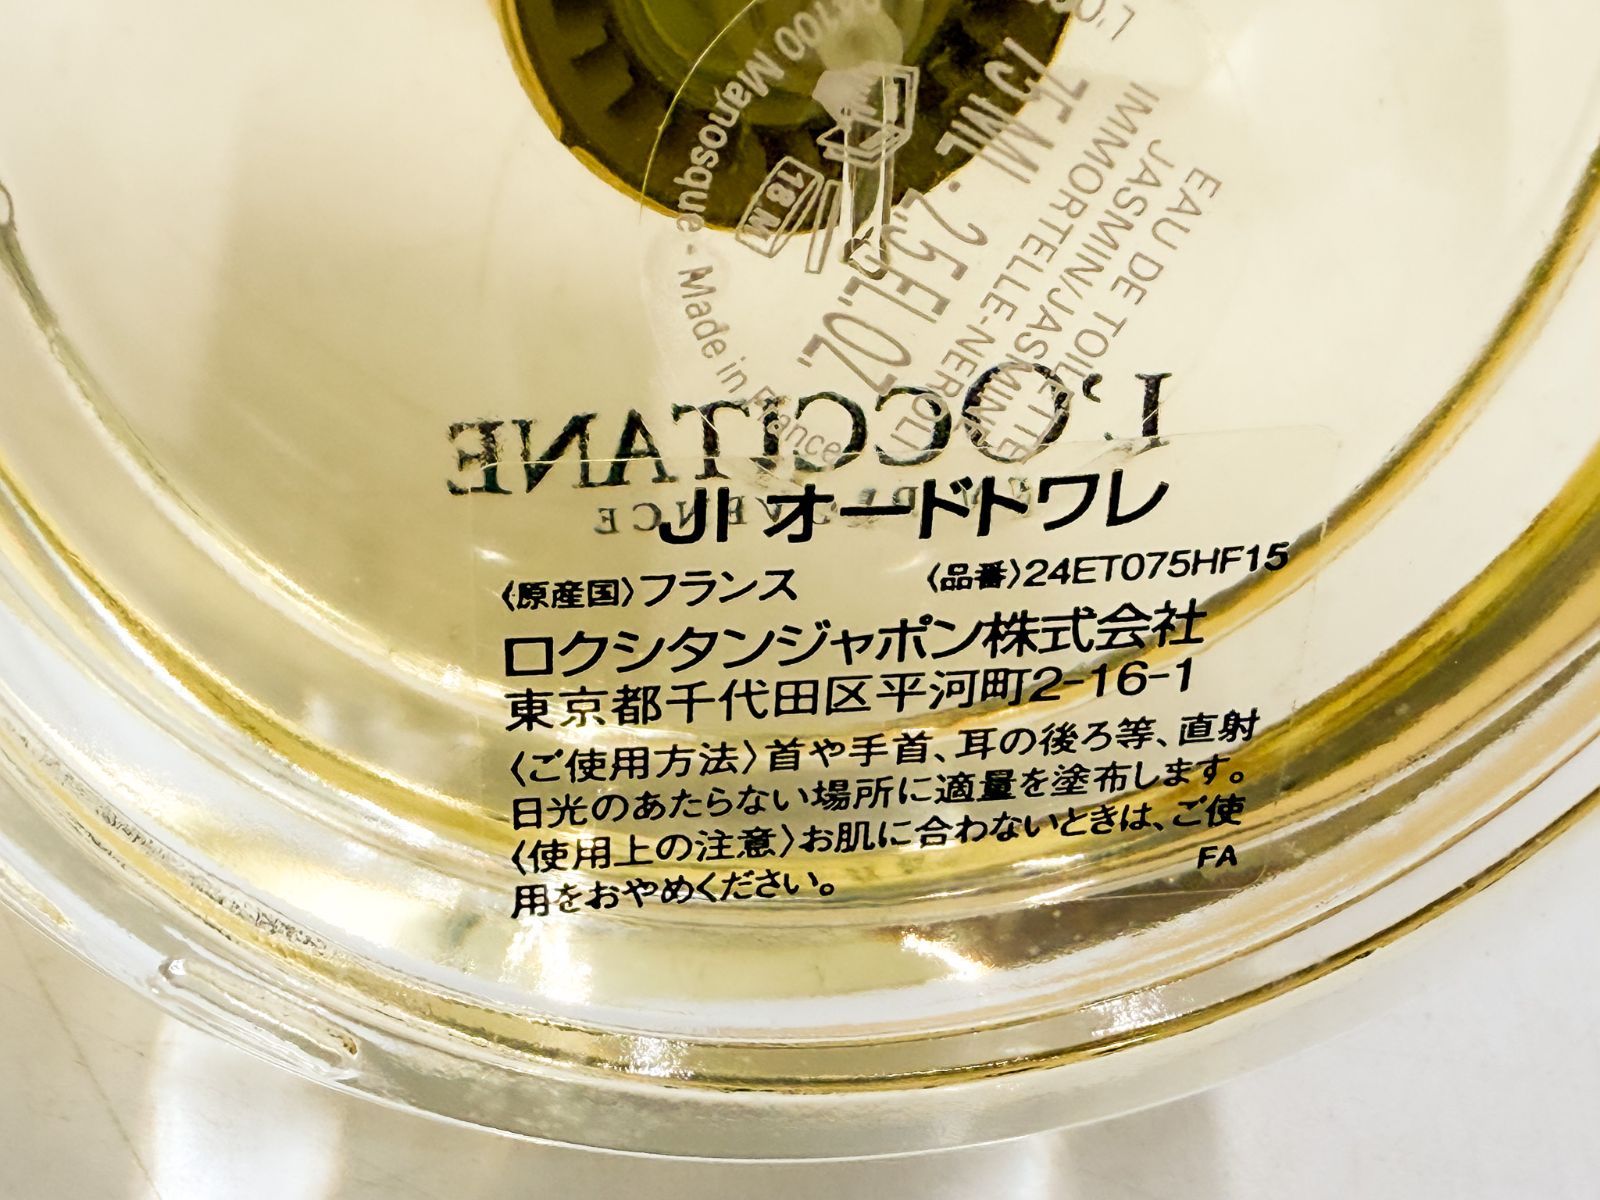 EAU DE TOILETTE
JASMIN/JASMINE
IMMORTELLE-NEROLI
75 ML · 2.5 FL.OZ.
Manosque - Made in France
18 M
L'OCCITANE
JI オードトワレ
〈原産国〉フランス 〈品番〉24ET075HF15
ロクシタンジャポン株式会社
東京都千代田区平河町2-16-1
〈ご使用方法〉首や手首、耳の後ろ等、直射
日光のあたらない場所に適量を塗布します。
〈使用上の注意〉お肌に合わないときは、ご使
用をおやめください。
FA